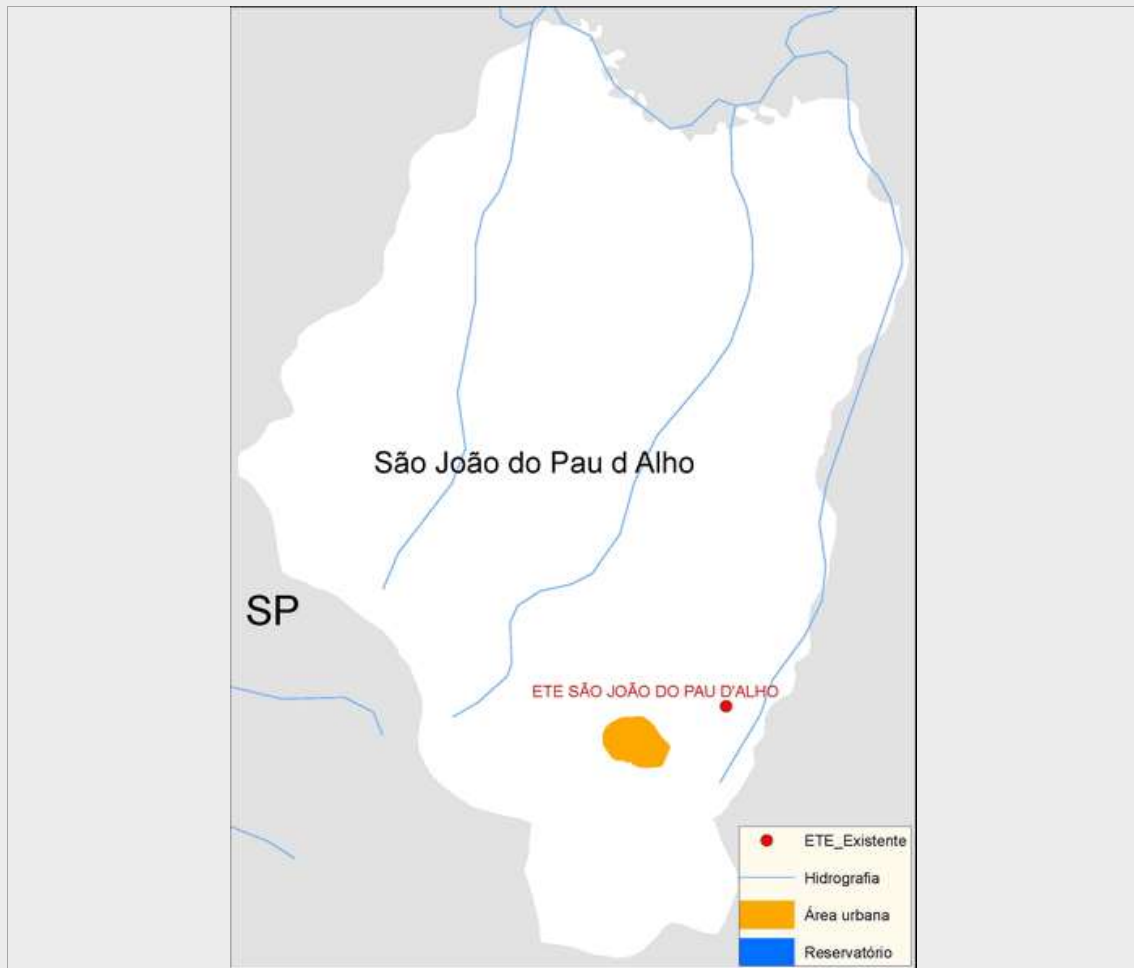 São João do Pau d Alho
SP
ETE SÃO JOÃO DO PAU D'ALHO
ETE_Existente
Hidrografia
Área urbana
Reservatório